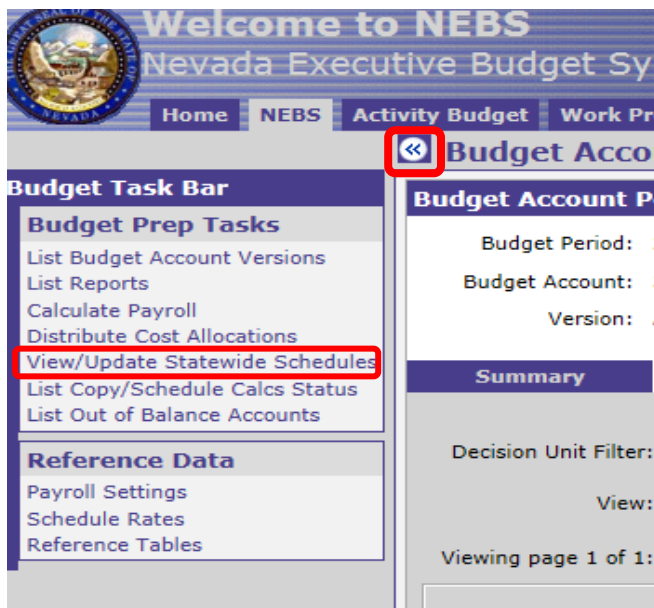 Welcome to NEBS
Nevada Executive Budget Sy
Home NEBS Activity Budget Work Pr
Budget Acco
Budget Task Bar
Budget Prep Tasks
List Budget Account Versions
List Reports
Calculate Payroll
Distribute Cost Allocations
View/Update Statewide Schedules
List Copy/Schedule Calcs Status
List Out of Balance Accounts
Reference Data
Payroll Settings
Schedule Rates
Reference Tables
Budget Account P
Budget Period:
Budget Account:
Version:
Summary
Decision Unit Filter:
View:
Viewing page 1 of 1: